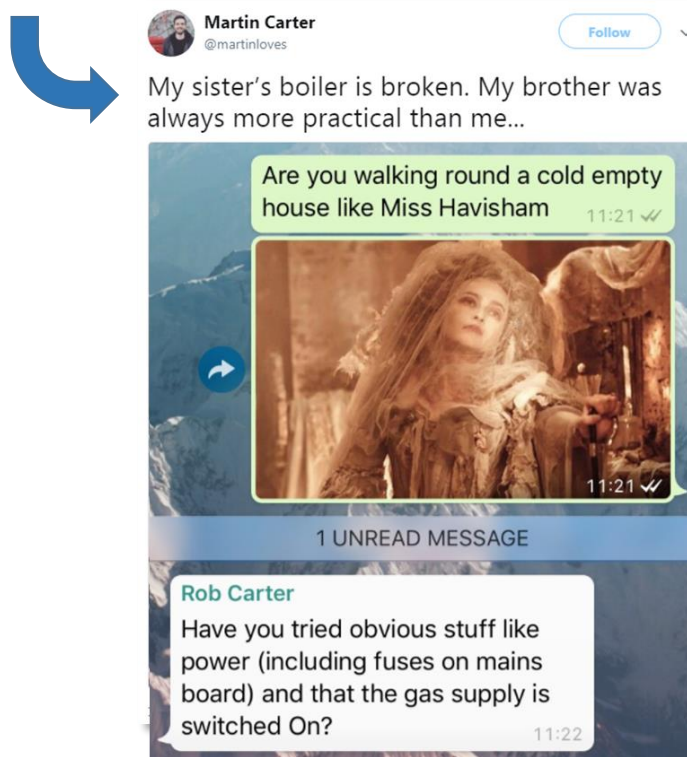 Martin Carter
@martinloves
Follow
My sister's boiler is broken. My brother was
always more practical than me...
Are you walking round a cold empty
house like Miss Havisham
11:21
11:21
1 UNREAD MESSAGE
Rob Carter
Have you tried obvious stuff like
power (including fuses on mains
board) and that the gas supply is
switched On?
11:22